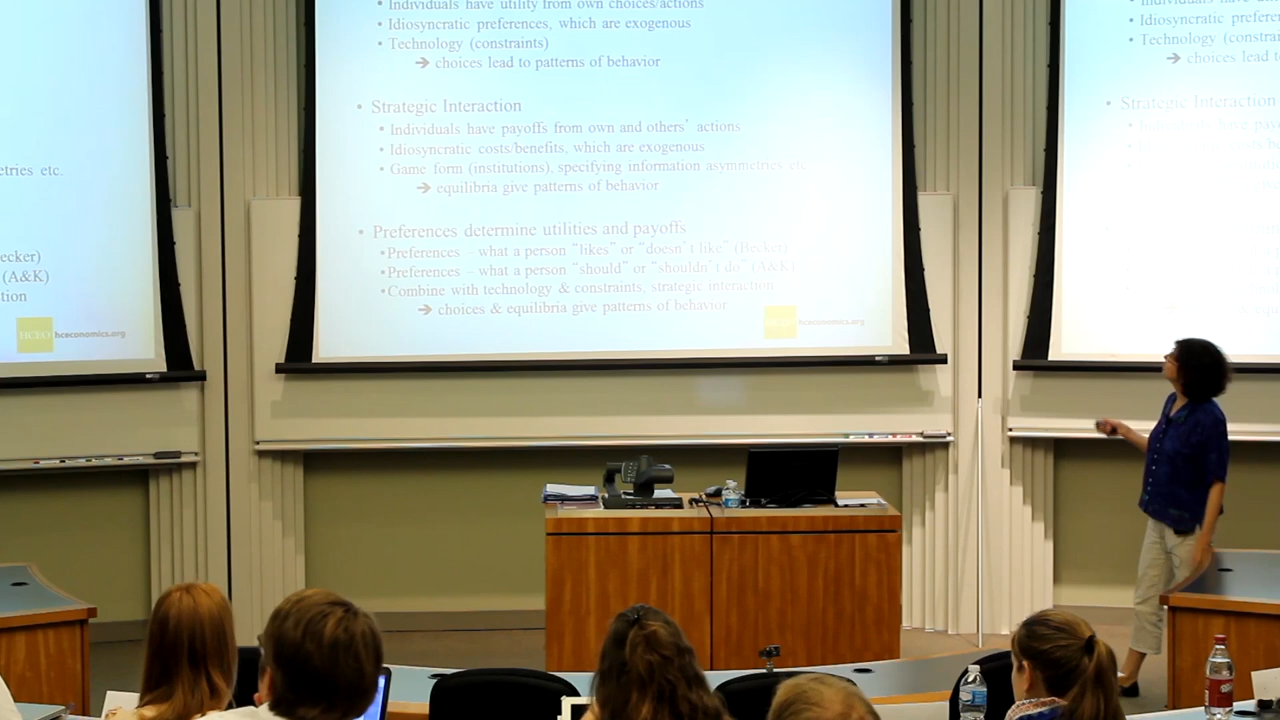 Individuals have utility from own choices/actions
• Idiosyncratic preferences, which are exogenous
• Technology (constraints)
➔ choices lead to patterns of behavior
• Strategic Interaction
• Individuals have payoffs from own and others' actions
• Idiosyncratic costs/benefits, which are exogenous
• Game form (institutions), specifying information asymmetries etc.
➔ equilibria give patterns of behavior
• Preferences determine utilities and payoffs
• Preferences – what a person “likes” or “doesn't like” (Becker)
• Preferences – what a person “should” or “shouldn't do” (A&K)
• Combine with technology & constraints, strategic interaction
➔ choices & equilibria give patterns of behavior
HCEO hceconomics.org
etries etc.
ecker)
(A&K)
tion
HCEO hceconomics.org
• Idiosyncratic prefere
• Technology (constrai
➔ choices lead t
• Strategic Interaction